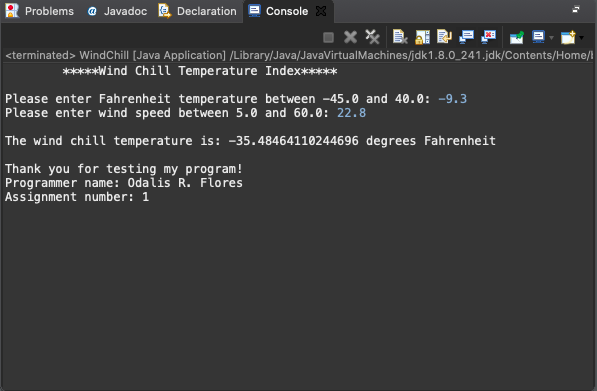 Problems @ Javadoc Declaration Console
<terminated> WindChill [Java Application] /Library/Java/JavaVirtualMachines/jdk1.8.0_241.jdk/Contents/Home/
*****Wind Chill Temperature Index*****
Please enter Fahrenheit temperature between -45.0 and 40.0: -9.3
Please enter wind speed between 5.0 and 60.0: 22.8
The wind chill temperature is: -35.48464110244696 degrees Fahrenheit
Thank you for testing my program!
Programmer name: Odalis R. Flores
Assignment number: 1